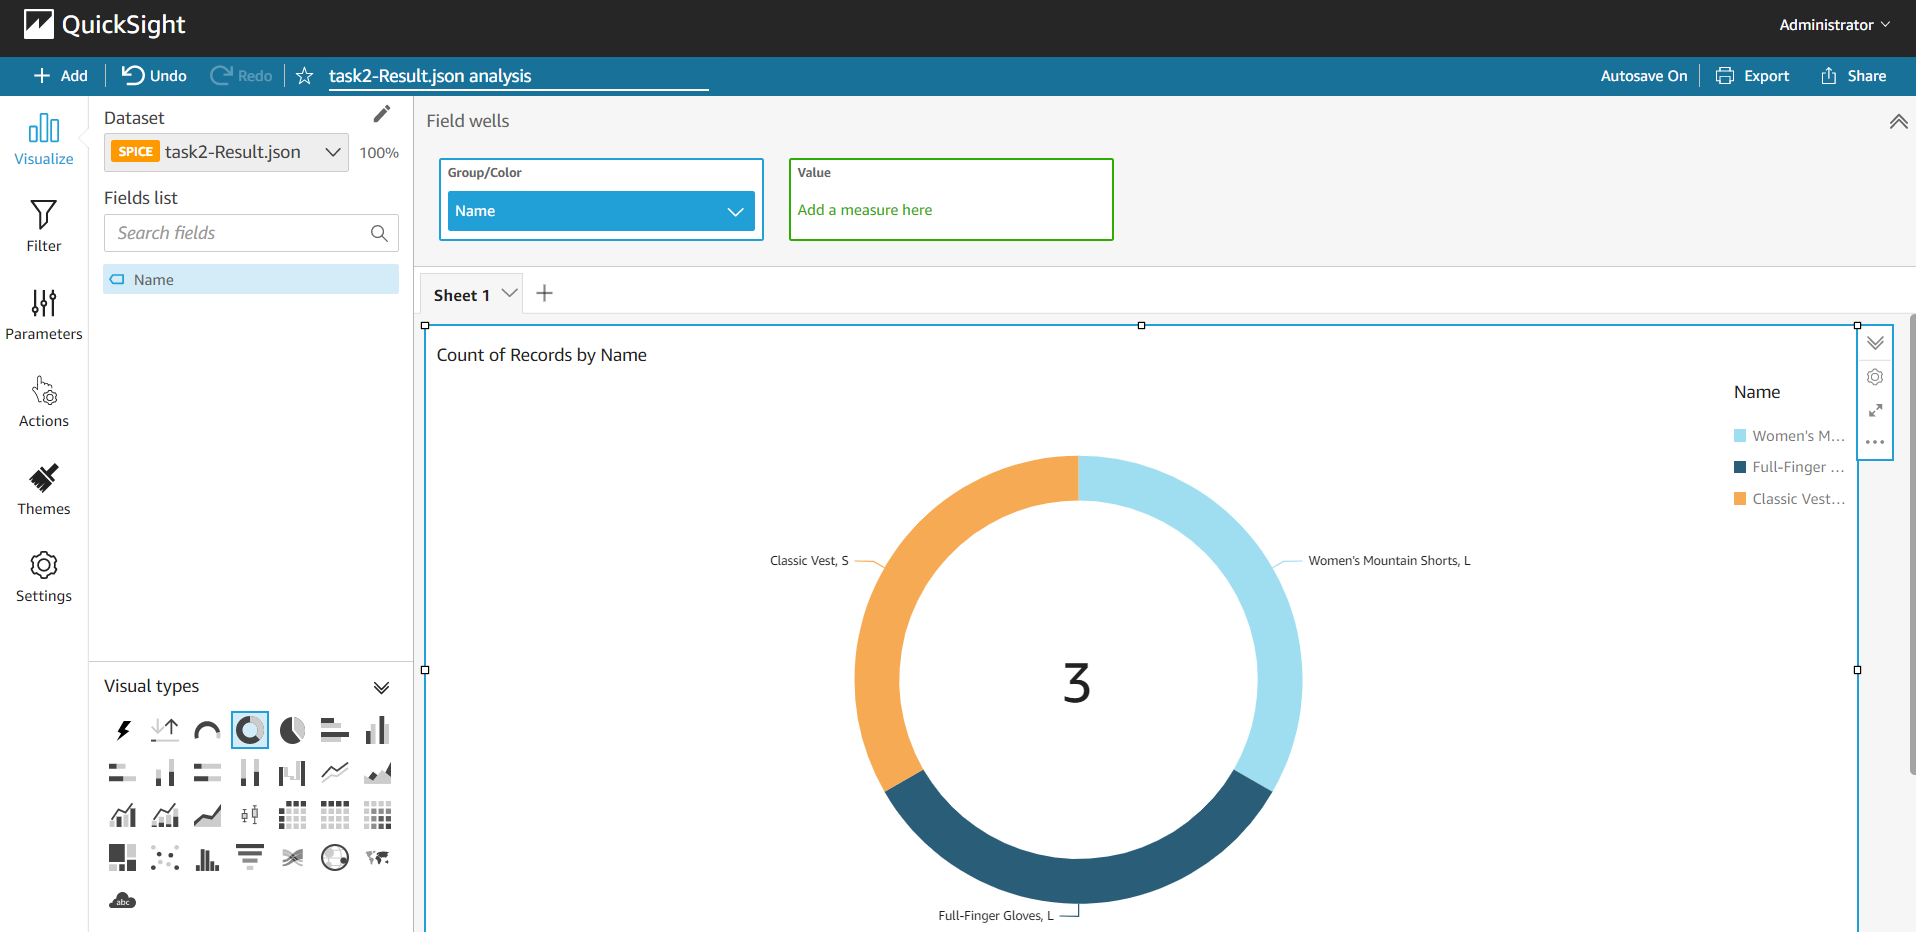 QuickSight
Administrator
Add
Undo
Redo
task2-Result.json analysis
Autosave On
Export
Share
Visualize
Filter
Parameters
Actions
Themes
Settings
Dataset
SPICE task2-Result.json
100%
Fields list
Search fields
Name
Visual types
abc
Field wells
Group/Color
Name
Value
Add a measure here
Sheet 1
Count of Records by Name
Name
Women's M...
Full-Finger ...
Classic Vest...
Classic Vest, S
Women's Mountain Shorts, L
3
Full-Finger Gloves, L